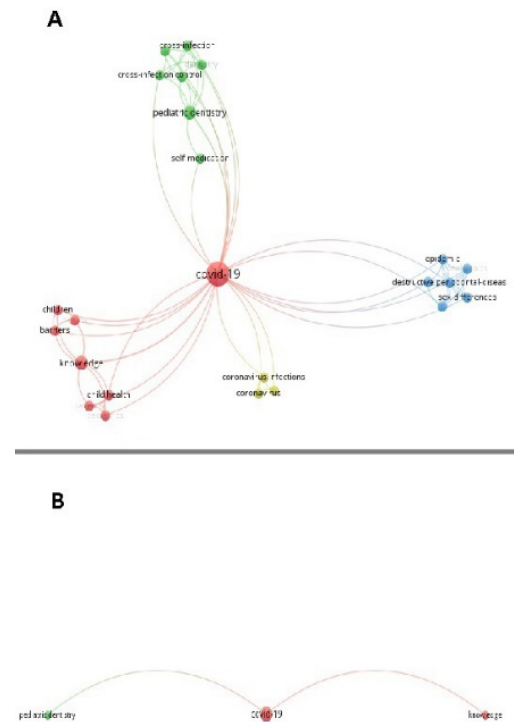 A
cross-infection
cross-infection control
pediatric dentistry
self medication
covid-19
epidemic
destructive periodontal-diseas
sex-differences
children
barriers
knowledge
child health
coronavirus infections
coronavirus
B
pediatric dentistry
covid-19
knowledge